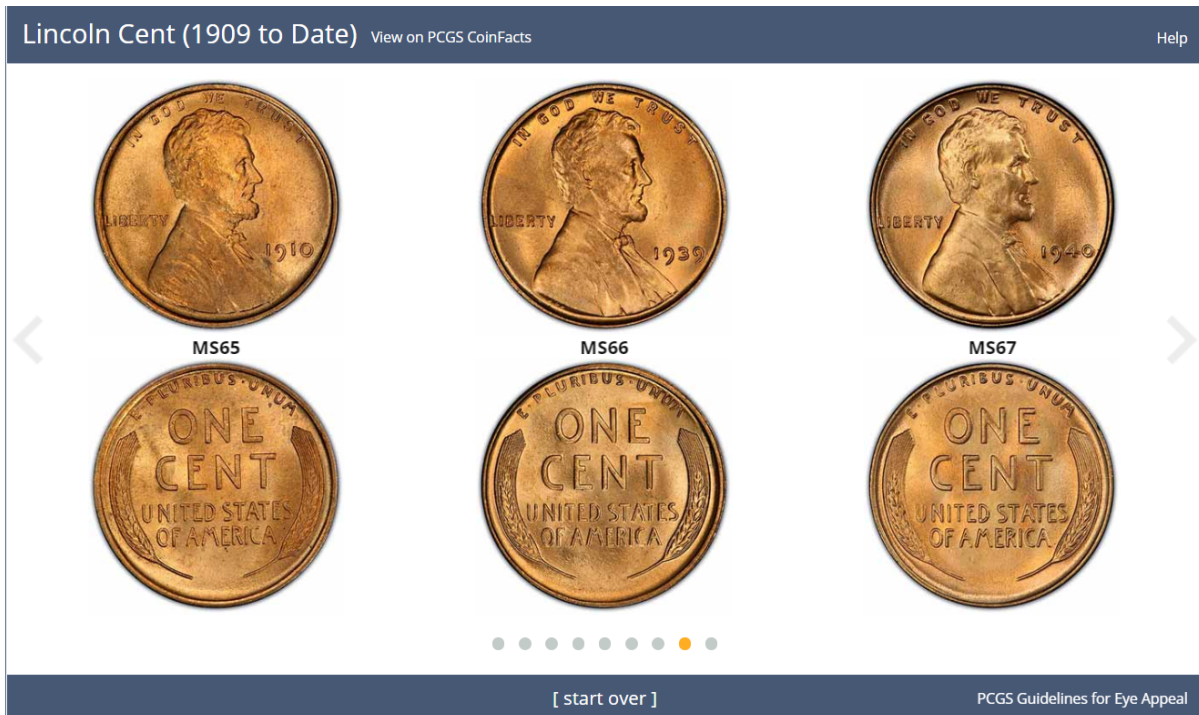 Lincoln Cent (1909 to Date) View on PCGS CoinFacts
Help
IN GOD WE TRUST
LIBERTY
1910
IN GOD WE TRUST
LIBERTY
1939
IN GOD WE TRUST
LIBERTY
1940
MS65
MS66
MS67
E·PLURIBUS·UNUM
ONE
CENT
UNITED STATES
OF AMERICA
E·PLURIBUS·UNUM
ONE
CENT
UNITED STATES
OF AMERICA
E·PLURIBUS·UNUM
ONE
CENT
UNITED STATES
OF AMERICA
[ start over ]
PCGS Guidelines for Eye Appeal